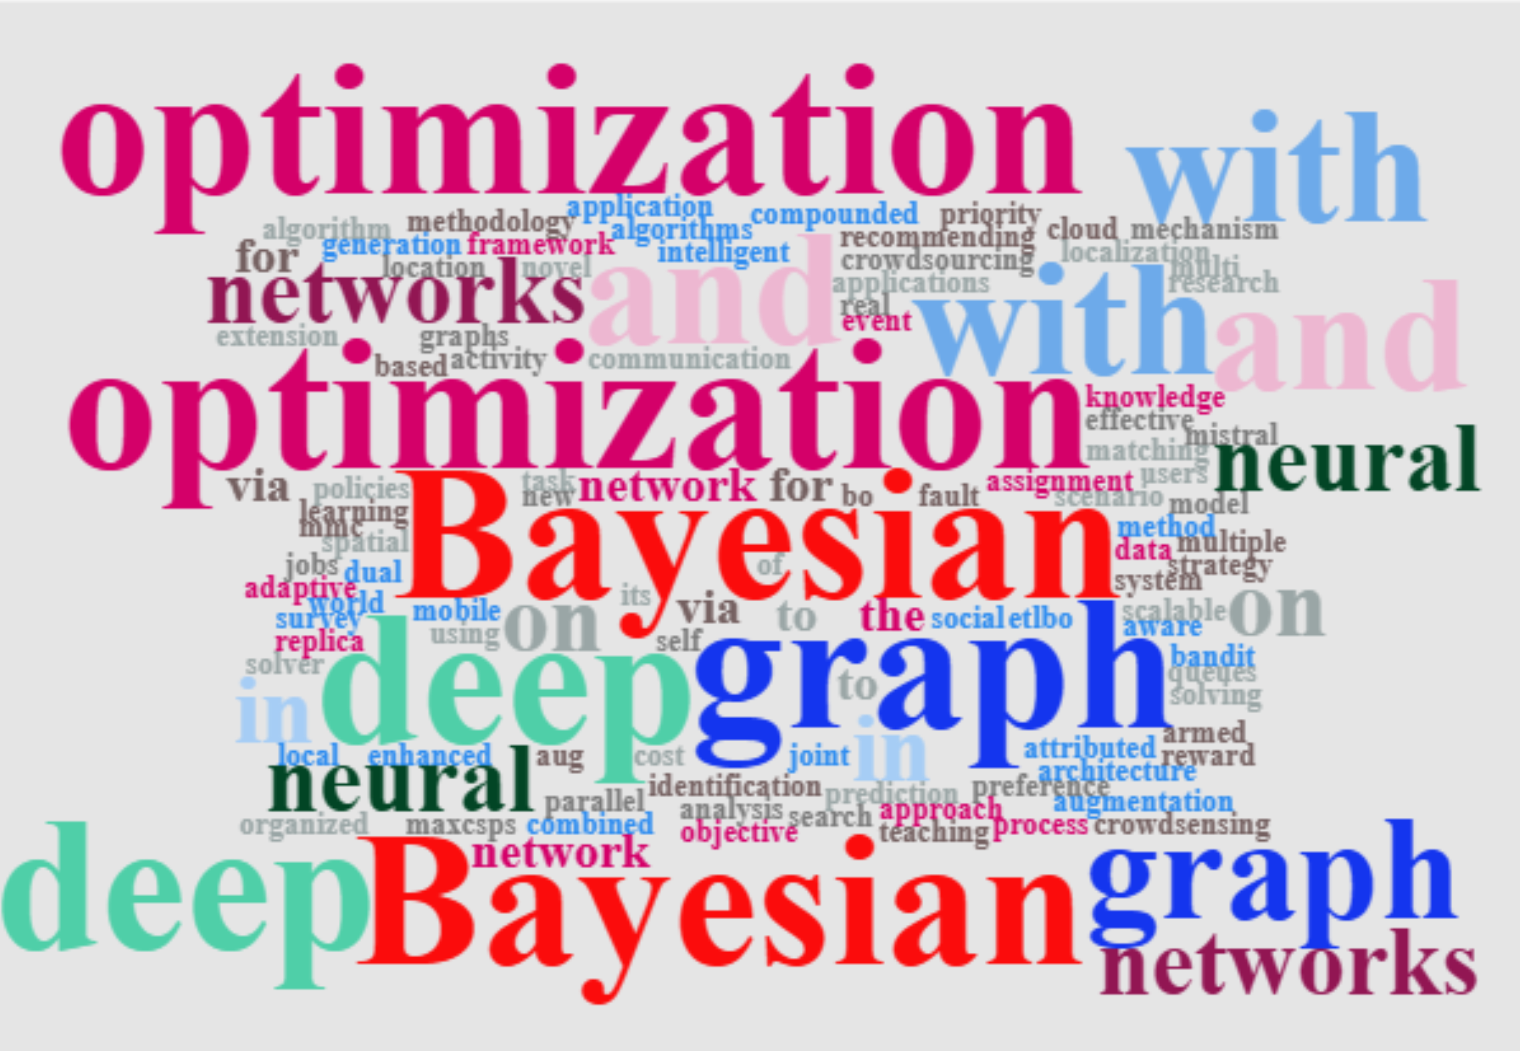 optimization
with
application
methodology compounded priority
algorithm algorithms cloud mechanism
generation framework recommending
for intelligent localization
location novel crowdsourcing multi
networks and applications research
real with and
event
extension graphs
based activity communication
optimization
knowledge
effective
mistral
matching neural
via policies task network for assignment users
new bo fault scenario model
learning
mmc Bayesian method
spatial data multiple
jobs dual of strategy
adaptive system
world mobile on its via to the social etlbo scalable on
survey aware
replica using self
solver deep graph bandit
queues
in to solving
armed
local enhanced aug cost joint in attributed reward
neural architecture
identification preference
parallel prediction augmentation
analysis search approach
organized maxcsps combined objective teaching process crowdsensing
network
deep Bayesian graph
networks